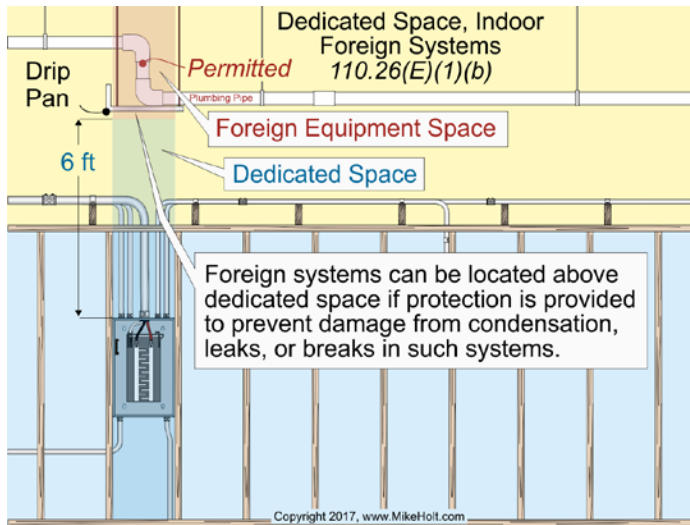 Dedicated Space, Indoor
Foreign Systems
110.26(E)(1)(b)
Drip
Pan
Permitted
Plumbing Pipe
Foreign Equipment Space
6 ft
Dedicated Space
Foreign systems can be located above
dedicated space if protection is provided
to prevent damage from condensation,
leaks, or breaks in such systems.
Copyright 2017, www.MikeHolt.com